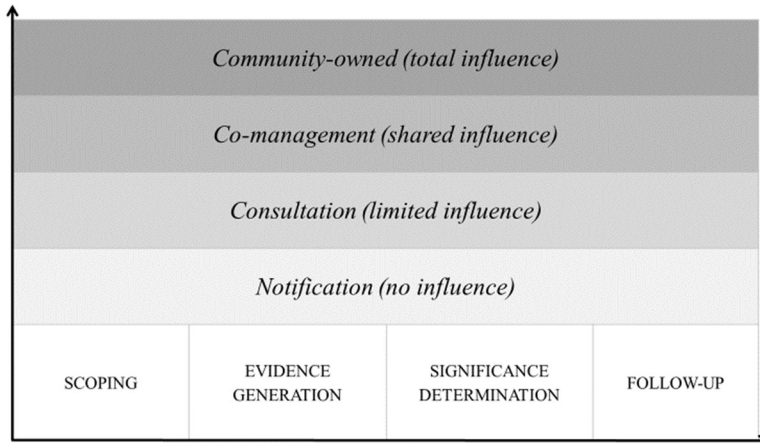 Community-owned (total influence)
Co-management (shared influence)
Consultation (limited influence)
Notification (no influence)
SCOPING
EVIDENCE
GENERATION
SIGNIFICANCE
DETERMINATION
FOLLOW-UP